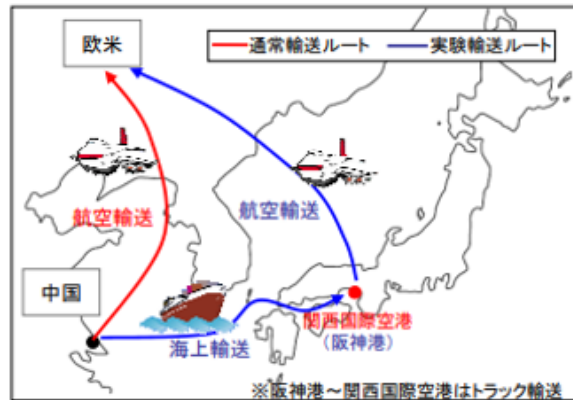 欧米
通常輸送ルート
実験輸送ルート
航空輸送
航空輸送
中国
海上輸送
関西国際空港
(阪神港)
※阪神港～関西国際空港はトラック輸送